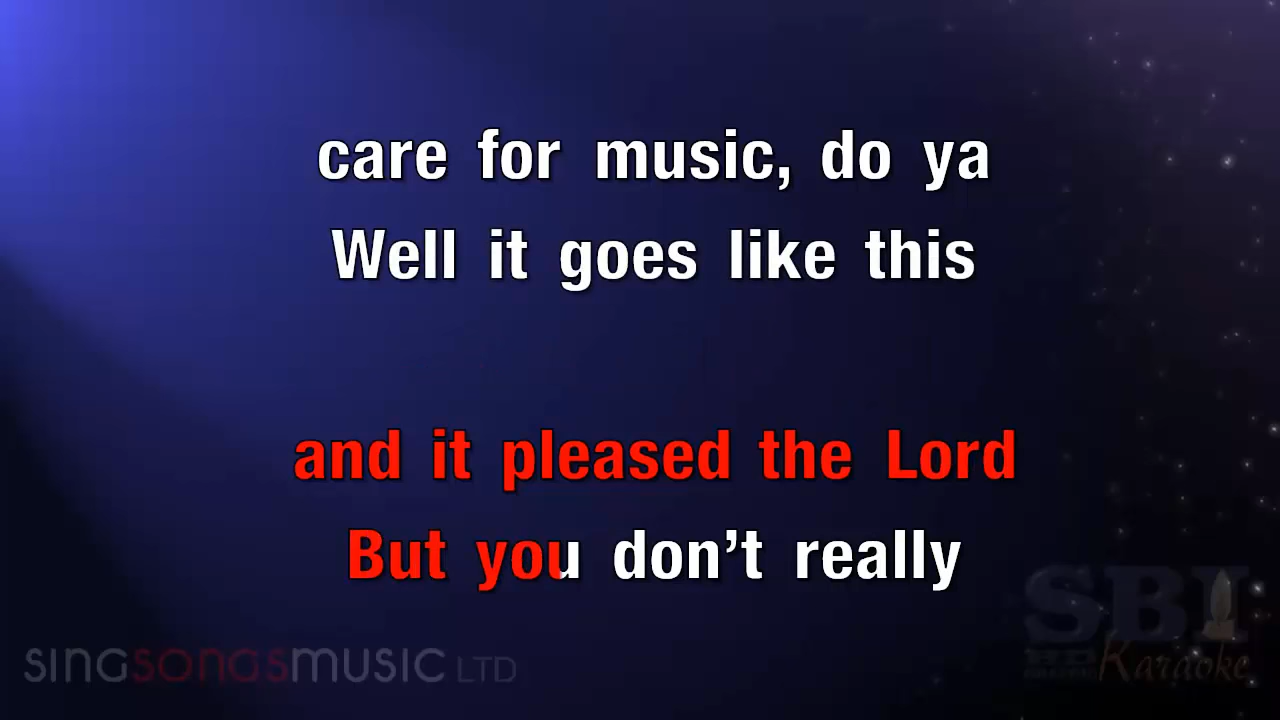 care for music, do ya
Well it goes like this
and it pleased the Lord
But you don’t really
singsongsmusic LTD
SBI
Karaoke